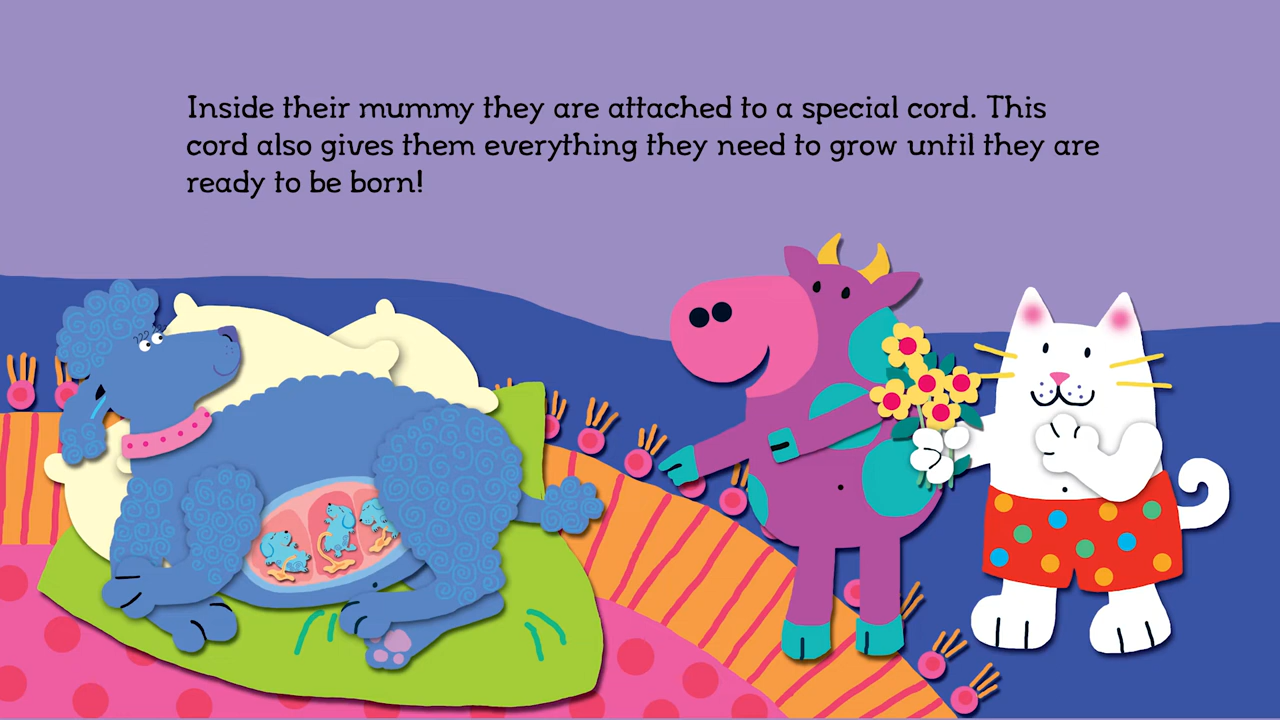 Inside their mummy they are attached to a special cord. This
cord also gives them everything they need to grow until they are
ready to be born!